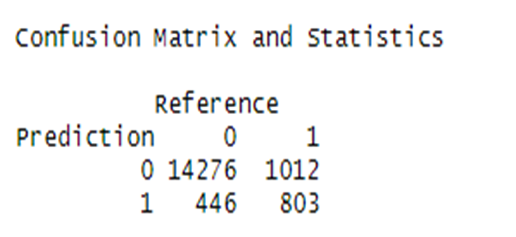 Confusion Matrix and Statistics
Reference
Prediction 0 1
0 14276 1012
1 446 803